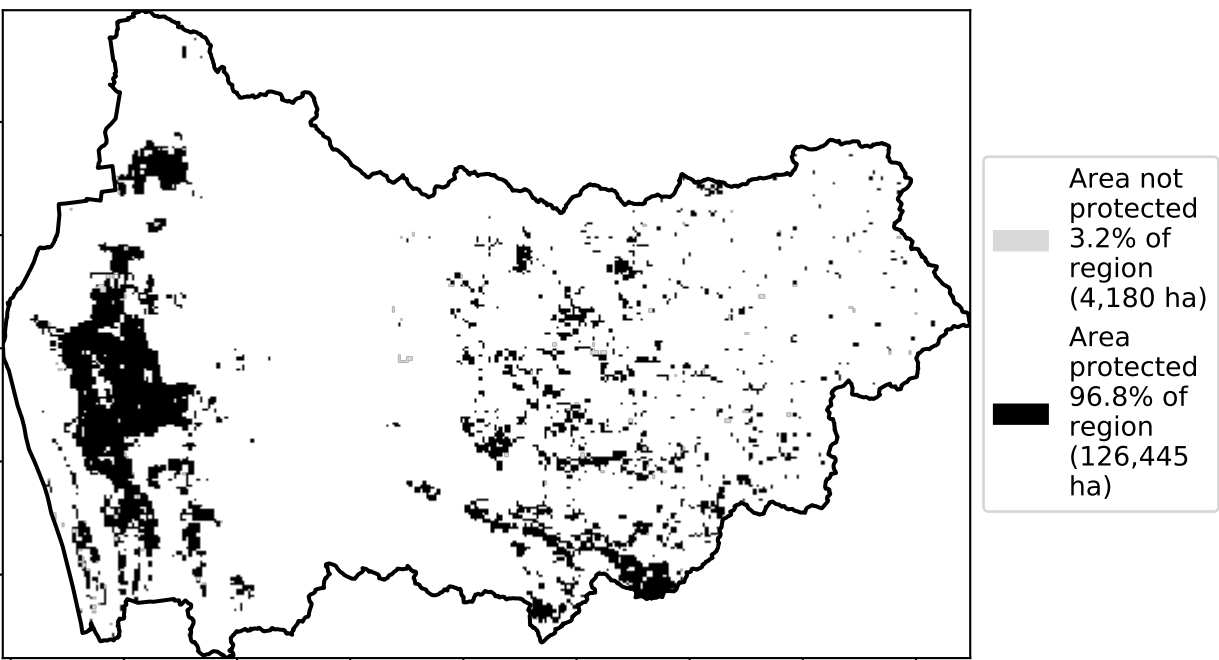 Area not
protected
3.2% of
region
(4,180 ha)
Area
protected
96.8% of
region
(126,445
ha)